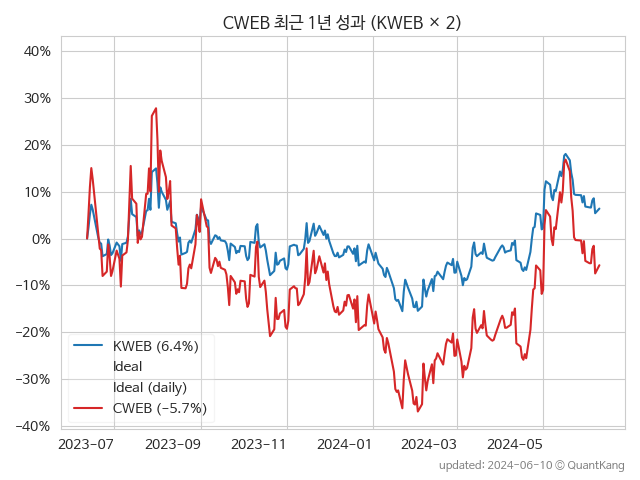 CWEB 최근 1년 성과 (KWEB × 2)
40%
30%
20%
10%
0%
−10%
−20%
−30%
−40%
KWEB (6.4%)
Ideal
Ideal (daily)
CWEB (−5.7%)
2023−07 2023−09 2023−11 2024−01 2024−03 2024−05
updated: 2024−06−10 ⓒ QuantKang